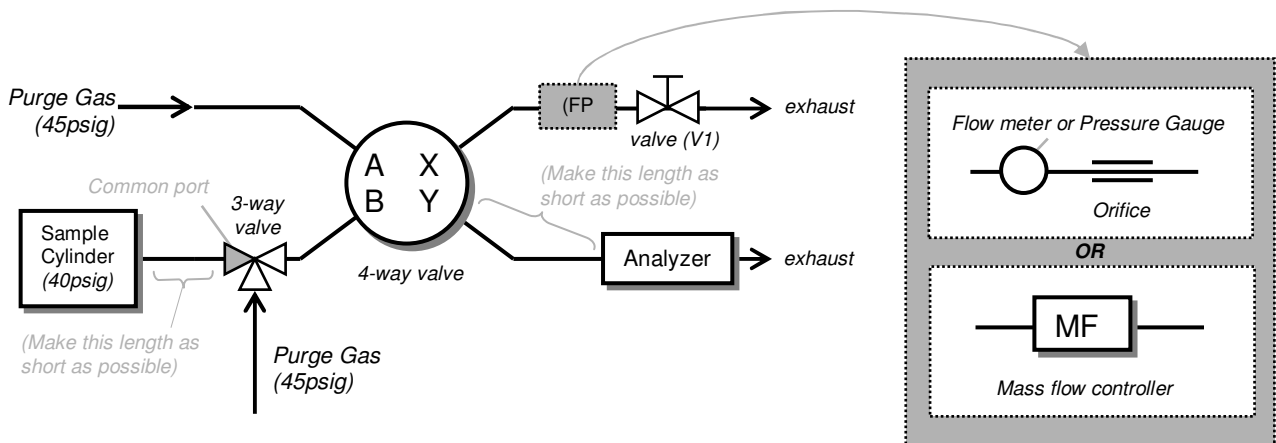 Purge Gas
(45psig)
Common port
3-way
valve
Sample
Cylinder
(40psig)
(Make this length as
short as possible)
Purge Gas
(45psig)
A X
B Y
4-way valve
(FP
valve (V1)
exhaust
(Make this length as
short as possible)
Analyzer
exhaust
Flow meter or Pressure Gauge
Orifice
OR
MF
Mass flow controller